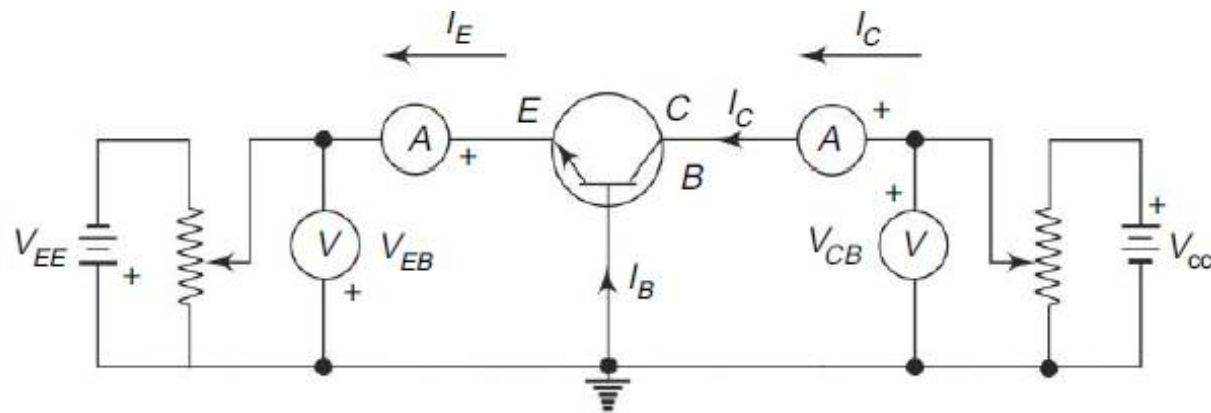 I_E I_C
E C I_C + A
A + B +
V_EE + V V_EB + I_B V_CB V + V_cc